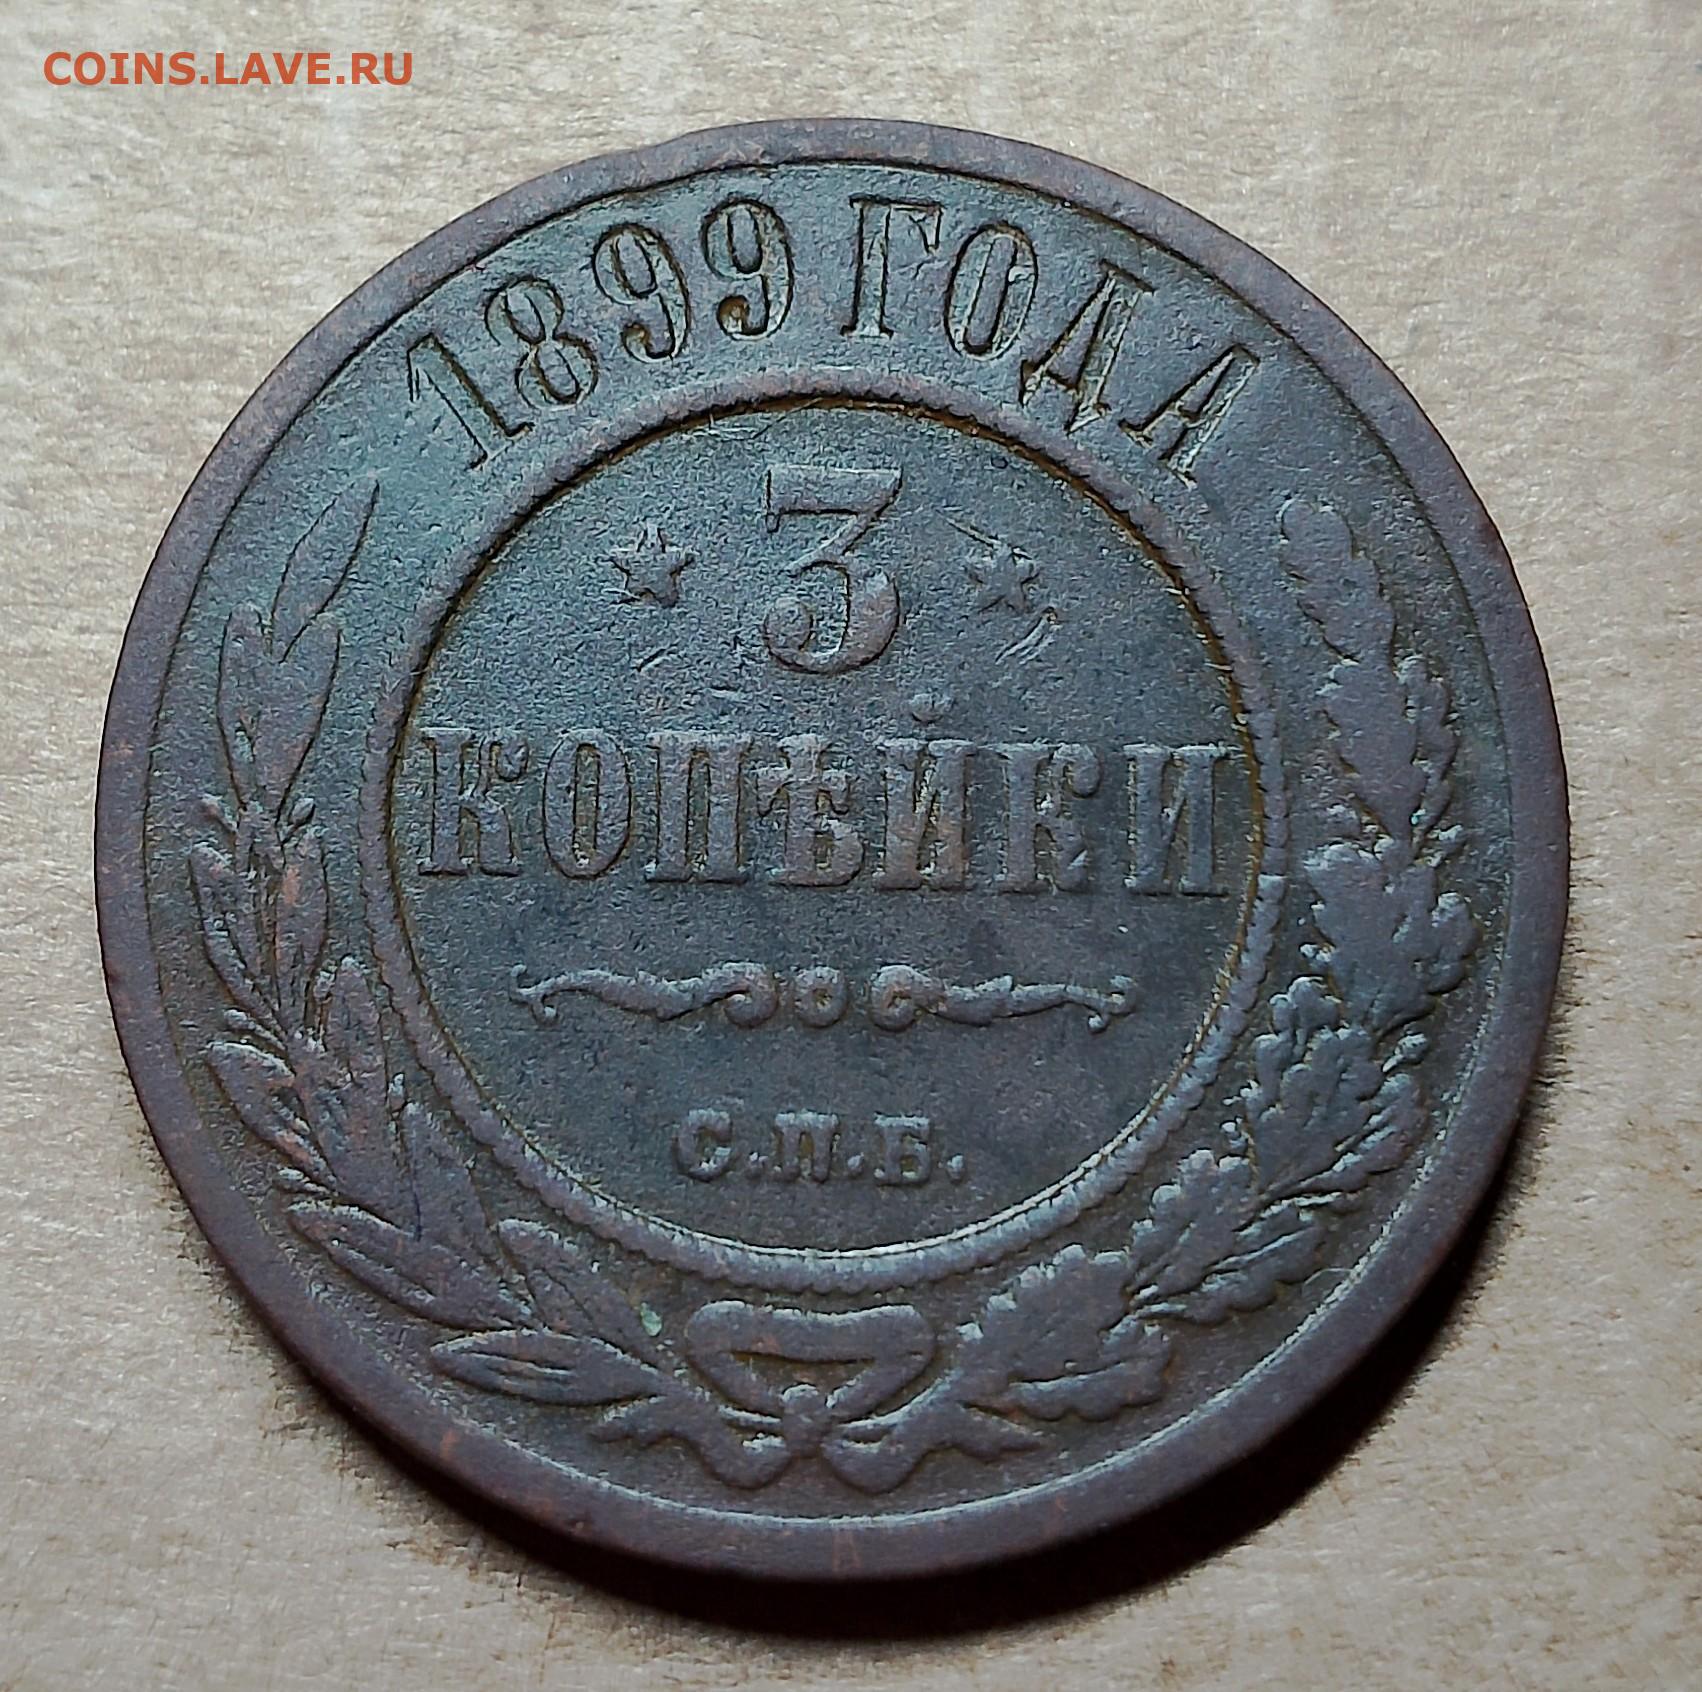 COINS.LAVE.RU
1899 ГОДА
3
КОПѢЙКИ
С.П.Б.